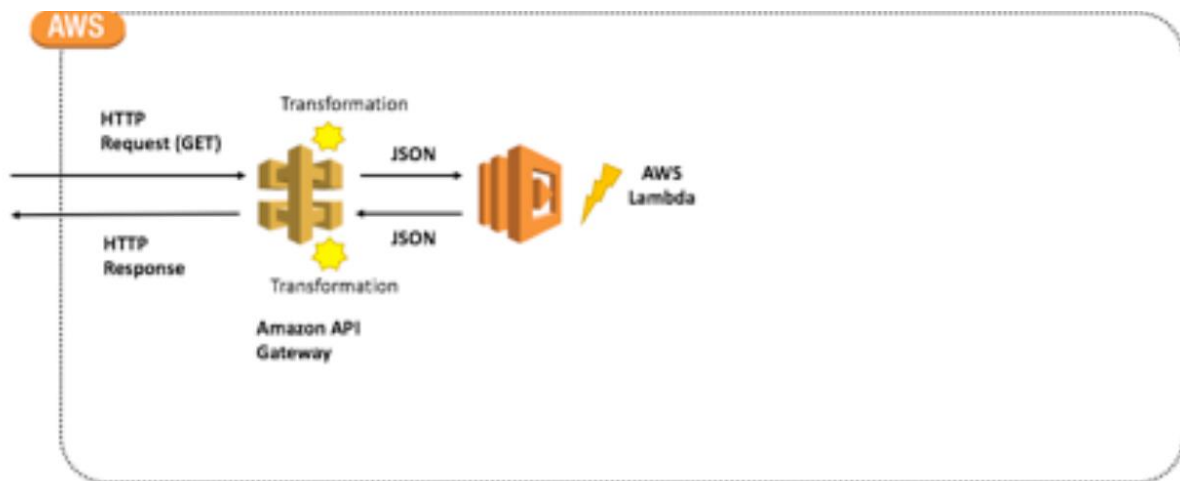 AWS
Transformation
HTTP
Request (GET)
JSON
AWS
Lambda
JSON
HTTP
Response
Transformation
Amazon API
Gateway